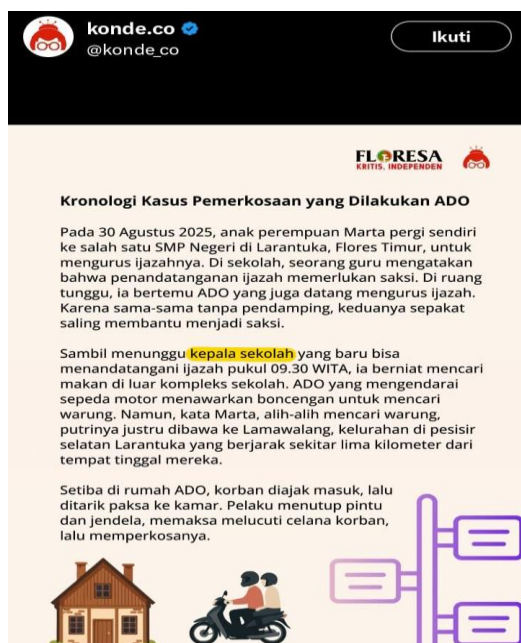 konde.co
@konde_co
Ikuti
FLORESA
KRITIS, INDEPENDEN
Kronologi Kasus Pemerkosaan yang Dilakukan ADO
Pada 30 Agustus 2025, anak perempuan Marta pergi sendiri
ke salah satu SMP Negeri di Larantuka, Flores Timur, untuk
mengurus ijazahnya. Di sekolah, seorang guru mengatakan
bahwa penandatanganan ijazah memerlukan saksi. Di ruang
tunggu, ia bertemu ADO yang juga datang mengurus ijazah.
Karena sama-sama tanpa pendamping, keduanya sepakat
saling membantu menjadi saksi.
Sambil menunggu kepala sekolah yang baru bisa
menandatangani ijazah pukul 09.30 WITA, ia berniat mencari
makan di luar kompleks sekolah. ADO yang mengendarai
sepeda motor menawarkan boncengan untuk mencari
warung. Namun, kata Marta, alih-alih mencari warung,
putrinya justru dibawa ke Lamawalang, kelurahan di pesisir
selatan Larantuka yang berjarak sekitar lima kilometer dari
tempat tinggal mereka.
Setiba di rumah ADO, korban diajak masuk, lalu
ditarik paksa ke kamar. Pelaku menutup pintu
dan jendela, memaksa melucuti celana korban,
lalu memperkosanya.